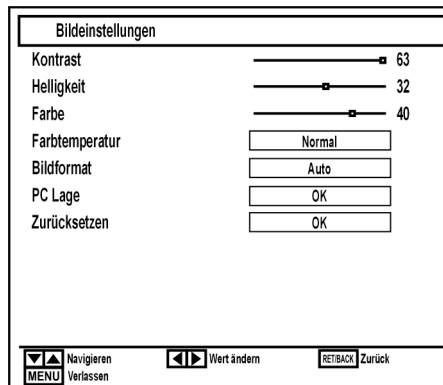 Bildeinstellungen
Kontrast 63
Helligkeit 32
Farbe 40
Farbtemperatur Normal
Bildformat Auto
PC Lage OK
Zurücksetzen OK
Navigieren Wert ändern RET/BACK Zurück
MENU Verlassen